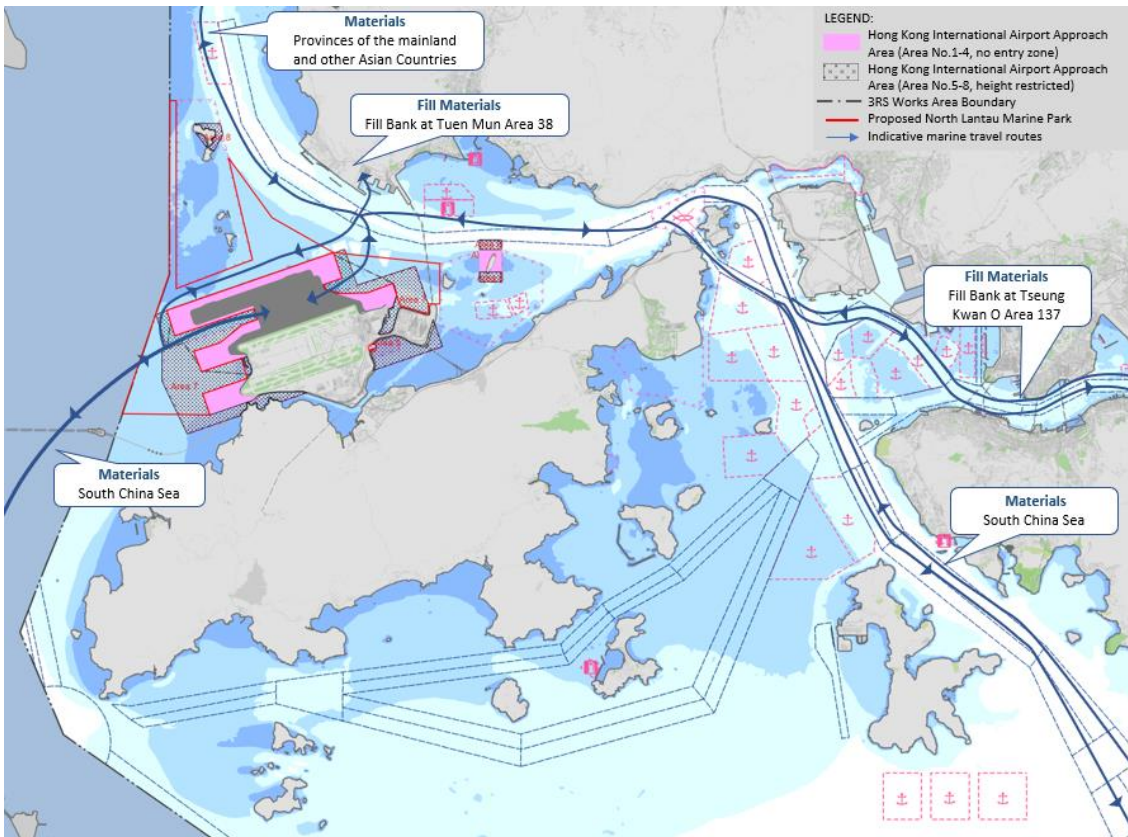 Materials
Provinces of the mainland
and other Asian Countries
Fill Materials
Fill Bank at Tuen Mun Area 38
LEGEND:
Hong Kong International Airport Approach
Area (Area No.1-4, no entry zone)
Hong Kong International Airport Approach
Area (Area No.5-8, height restricted)
3RS Works Area Boundary
Proposed North Lantau Marine Park
Indicative marine travel routes
Fill Materials
Fill Bank at Tseung
Kwan O Area 137
Area 7
Materials
South China Sea
Materials
South China Sea